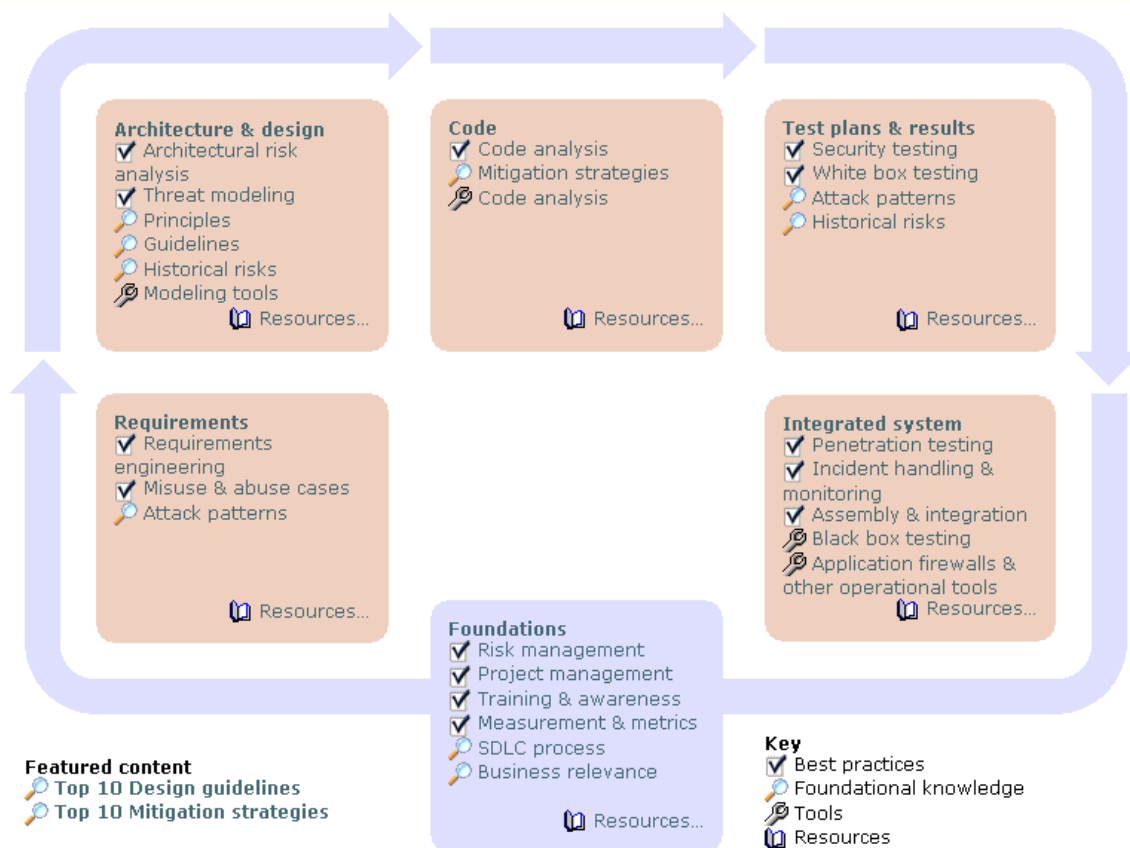 Architecture & design
Architectural risk
analysis
Threat modeling
Principles
Guidelines
Historical risks
Modeling tools
Resources...
Code
Code analysis
Mitigation strategies
Code analysis
Resources...
Test plans & results
Security testing
White box testing
Attack patterns
Historical risks
Resources...
Requirements
Requirements
engineering
Misuse & abuse cases
Attack patterns
Resources...
Integrated system
Penetration testing
Incident handling &
monitoring
Assembly & integration
Black box testing
Application firewalls &
other operational tools
Resources...
Foundations
Risk management
Project management
Training & awareness
Measurement & metrics
SDLC process
Business relevance
Resources...
Featured content
Top 10 Design guidelines
Top 10 Mitigation strategies
Key
Best practices
Foundational knowledge
Tools
Resources